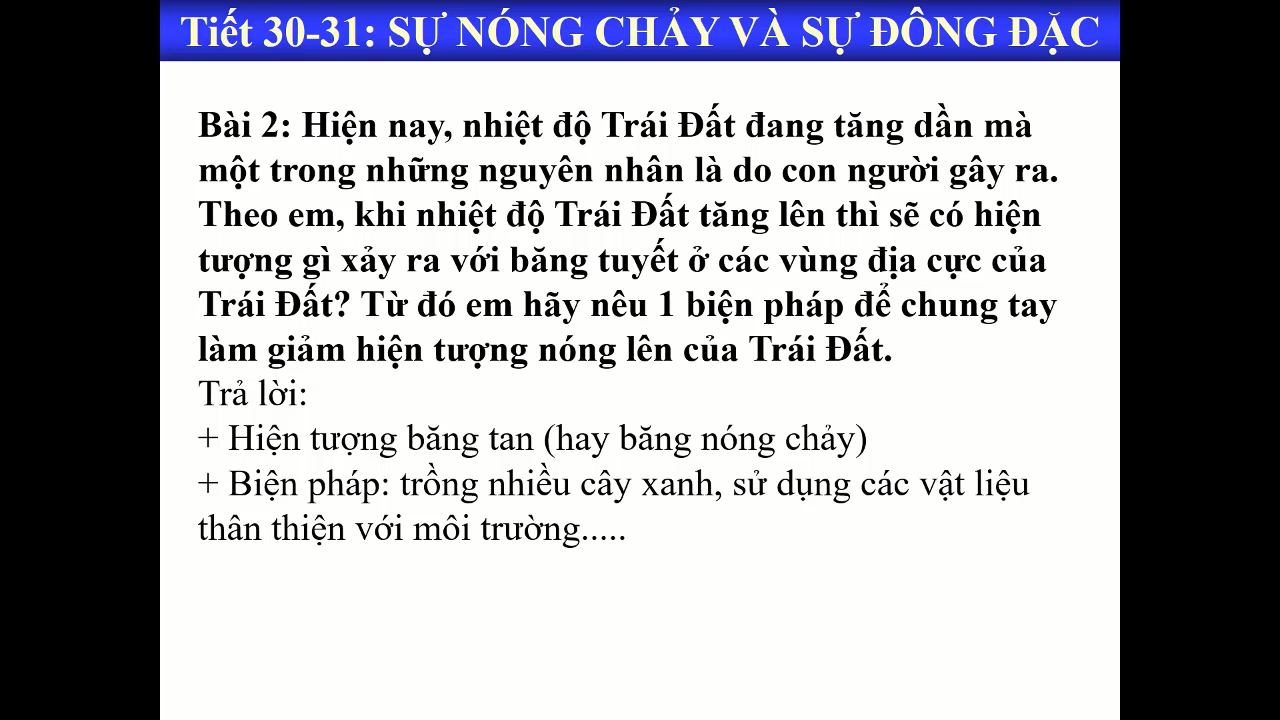 Tiết 30-31: SỰ NÓNG CHẢY VÀ SỰ ĐÔNG ĐẶC
Bài 2: Hiện nay, nhiệt độ Trái Đất đang tăng dần mà
một trong những nguyên nhân là do con người gây ra.
Theo em, khi nhiệt độ Trái Đất tăng lên thì sẽ có hiện
tượng gì xảy ra với băng tuyết ở các vùng địa cực của
Trái Đất? Từ đó em hãy nêu 1 biện pháp để chung tay
làm giảm hiện tượng nóng lên của Trái Đất.
Trả lời:
+ Hiện tượng băng tan (hay băng nóng chảy)
+ Biện pháp: trồng nhiều cây xanh, sử dụng các vật liệu
thân thiện với môi trường.....